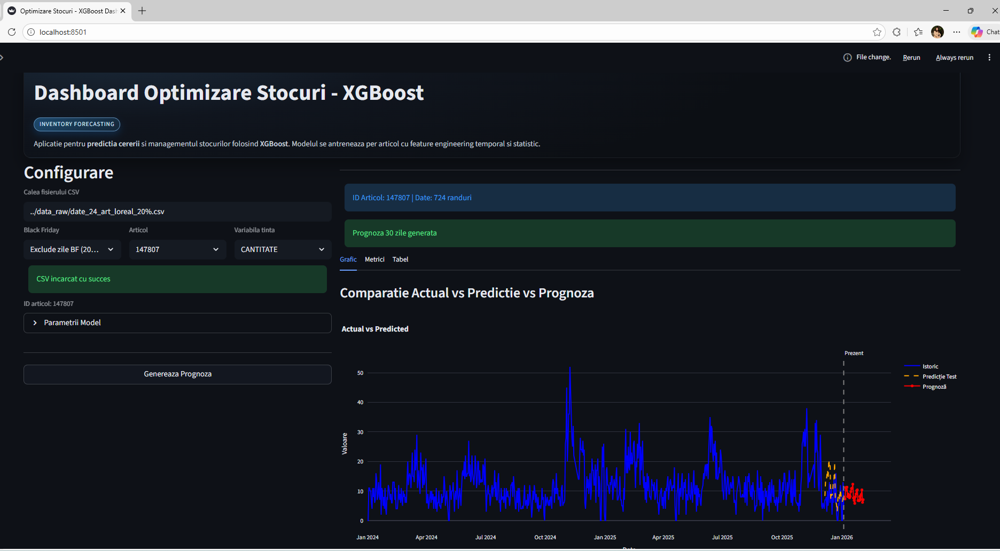 Optimizare Stocuri - XGBoost Das
localhost:8501
Chat
File change.
Rerun
Always rerun
Dashboard Optimizare Stocuri - XGBoost
INVENTORY FORECASTING
Aplicatie pentru predictia cererii si managementul stocurilor folosind XGBoost. Modelul se antreneaza per articol cu feature engineering temporal si statistic.
Configurare
Calea fisierului CSV
../data_raw/date_24_art_loreal_20%.csv
Black Friday
Articol
Variabila tinta
Exclude zile BF (20...
147807
CANTITATE
CSV incarcat cu succes
ID articol: 147807
Parametrii Model
Genereaza Prognoza
ID Articol: 147807 | Date: 724 randuri
Prognoza 30 zile generata
Grafic
Metrici
Tabel
Comparatie Actual vs Predictie vs Prognoza
Actual vs Predicted
Prezent
Istoric
Predicție Test
Prognoză
Valoare
50
40
30
20
10
0
Jan 2024
Apr 2024
Jul 2024
Oct 2024
Jan 2025
Apr 2025
Jul 2025
Oct 2025
Jan 2026